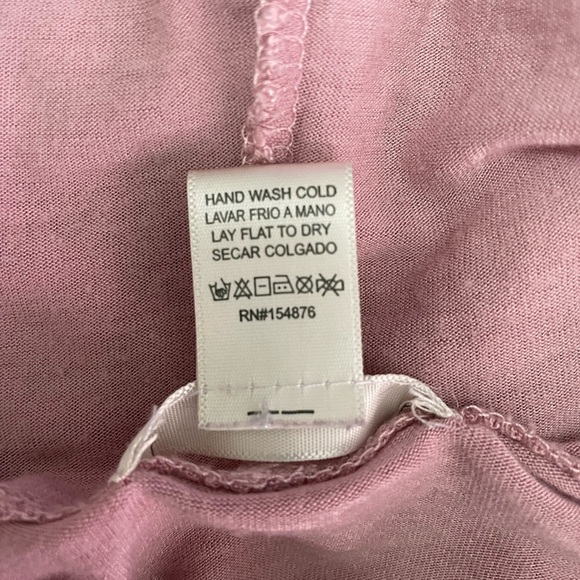 HAND WASH COLD
LAVAR FRIO A MANO
LAY FLAT TO DRY
SECAR COLGADO
RN#154876